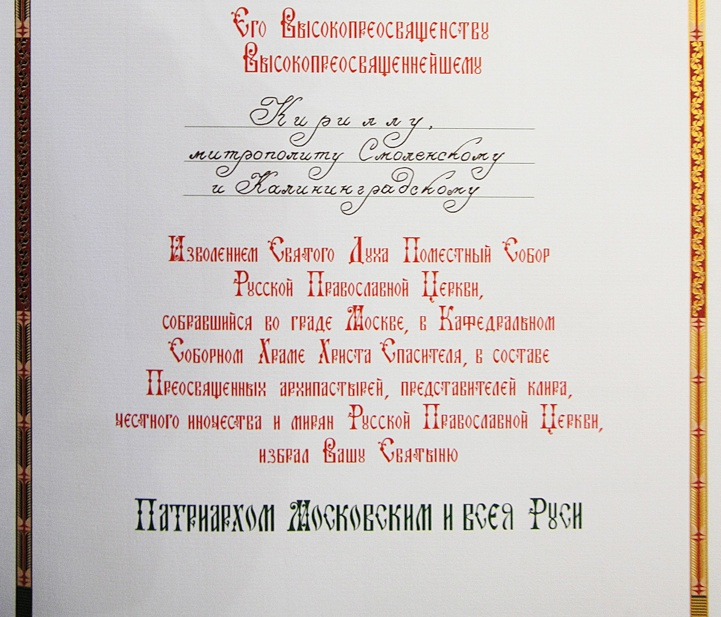 Его Высокопреосвященству
Высокопреосвященнейшему
Кириллу,
митрополиту Смоленскому
и Калининградскому
Изволением Святого Духа Поместный Собор
Русской Православной Церкви,
собравшийся во граде Москве, в Кафедральном
Соборном Храме Христа Спасителя, в составе
Преосвященных архипастырей, представителей клира,
честного иночества и мирян Русской Православной Церкви,
избрал Вашу Святыню
Патриархом Московским и всея Руси